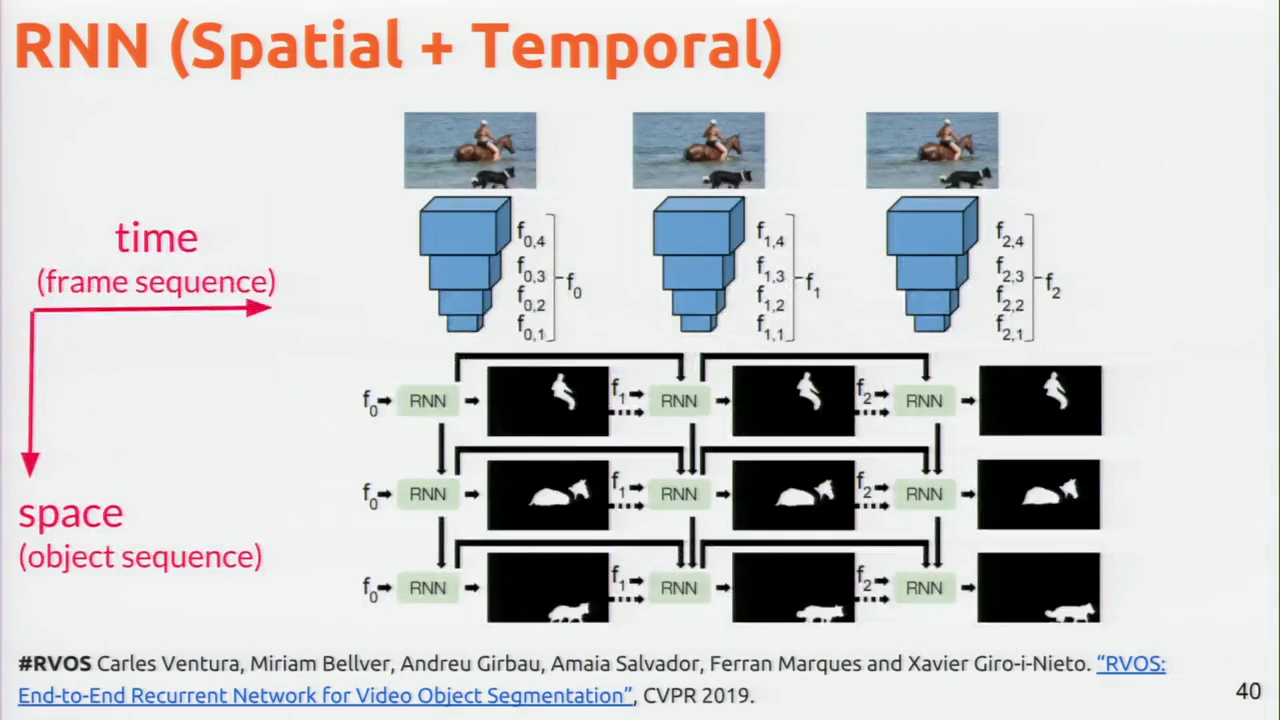 RNN (Spatial + Temporal)
time
(frame sequence)
space
(object sequence)
f0,4
f0,3
f0,2
f0,1
f0
f1,4
f1,3
f1,2
f1,1
f1
f2,4
f2,3
f2,2
f2,1
f2
f0 RNN f1 RNN f2 RNN
f0 RNN f1 RNN f2 RNN
f0 RNN f1 RNN f2 RNN
#RVOS Carles Ventura, Miriam Bellver, Andreu Girbau, Amaia Salvador, Ferran Marques and Xavier Giro-i-Nieto. “RVOS:
End-to-End Recurrent Network for Video Object Segmentation”, CVPR 2019.
40